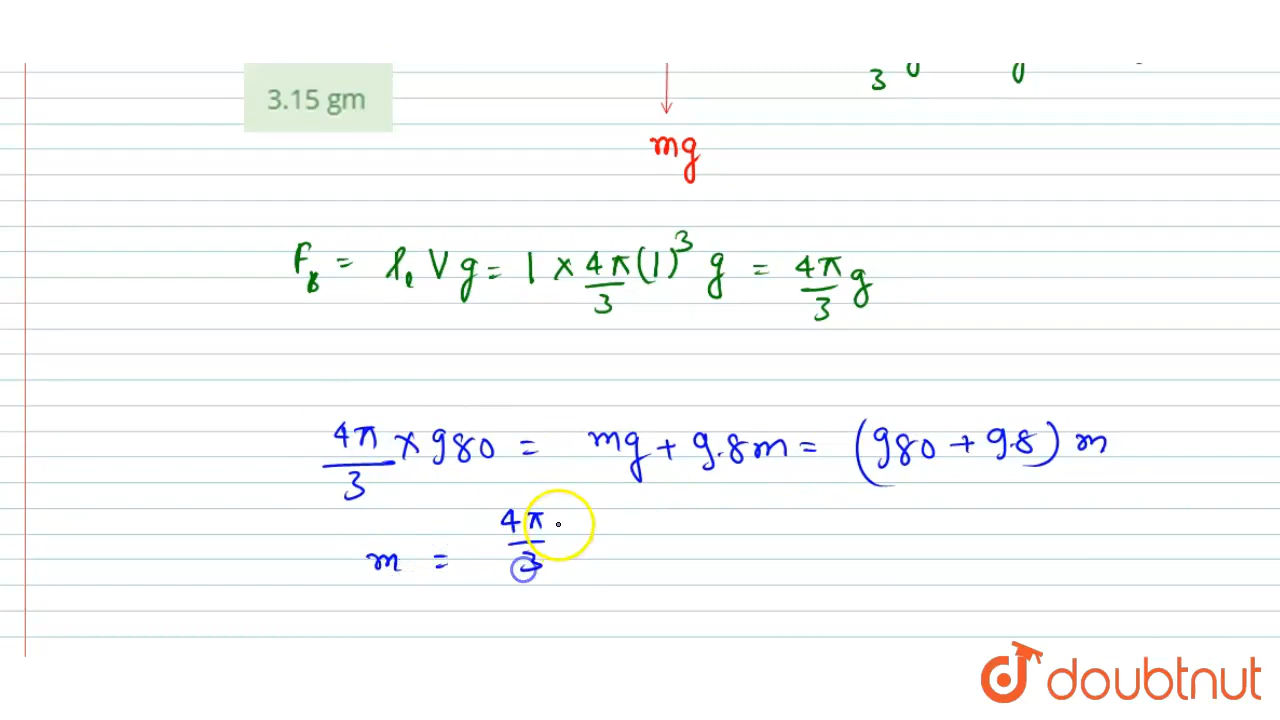 3
3.15 gm
mg
F_B = ρ_l V g = 1 × 4π/3 (1)^3 g = 4π/3 g
4π/3 × 980 = mg + 9.8m = (980 + 9.8) m
m = 4π/3
doubtnut